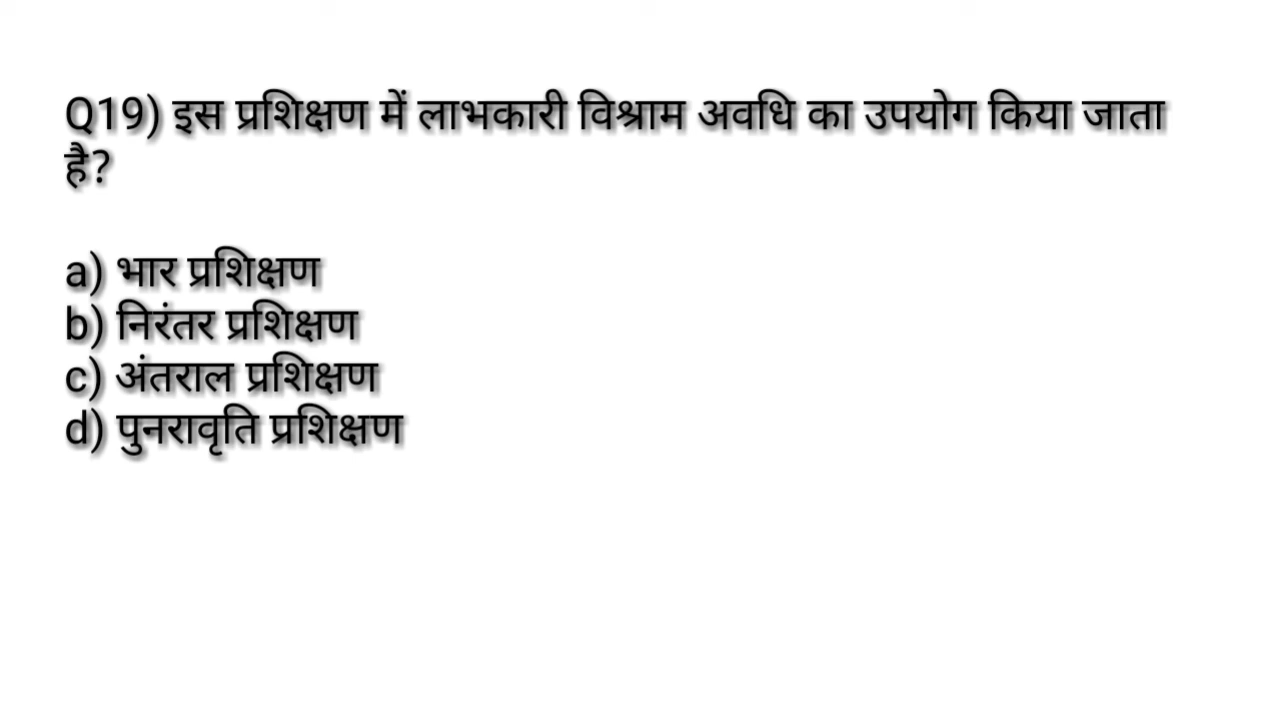 Q19) इस प्रशिक्षण में लाभकारी विश्राम अवधि का उपयोग किया जाता
है?
a) भार प्रशिक्षण
b) निरंतर प्रशिक्षण
c) अंतराल प्रशिक्षण
d) पुनरावृति प्रशिक्षण